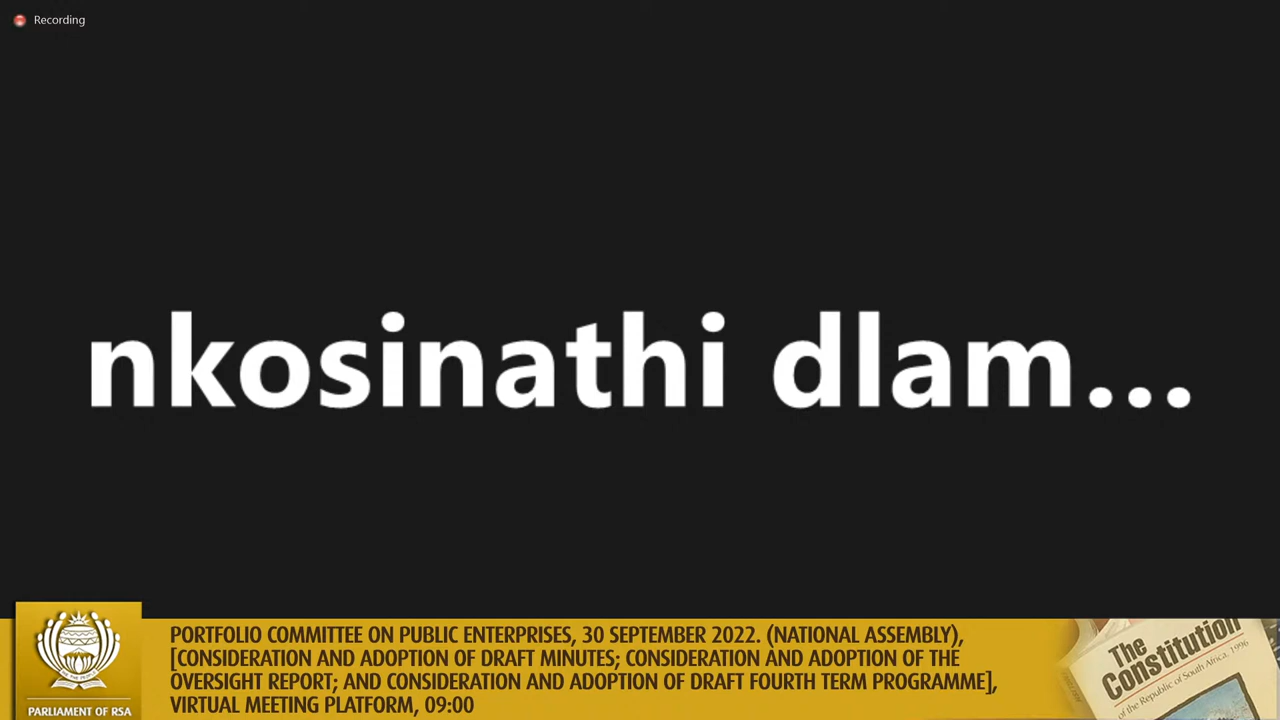 Recording
nkosinathi dlam...
PORTFOLIO COMMITTEE ON PUBLIC ENTERPRISES, 30 SEPTEMBER 2022. (NATIONAL ASSEMBLY),
[CONSIDERATION AND ADOPTION OF DRAFT MINUTES; CONSIDERATION AND ADOPTION OF THE
OVERSIGHT REPORT; AND CONSIDERATION AND ADOPTION OF DRAFT FOURTH TERM PROGRAMME],
VIRTUAL MEETING PLATFORM, 09:00
PARLIAMENT OF RSA
The
Constitution
of the Republic of South Africa, 1996